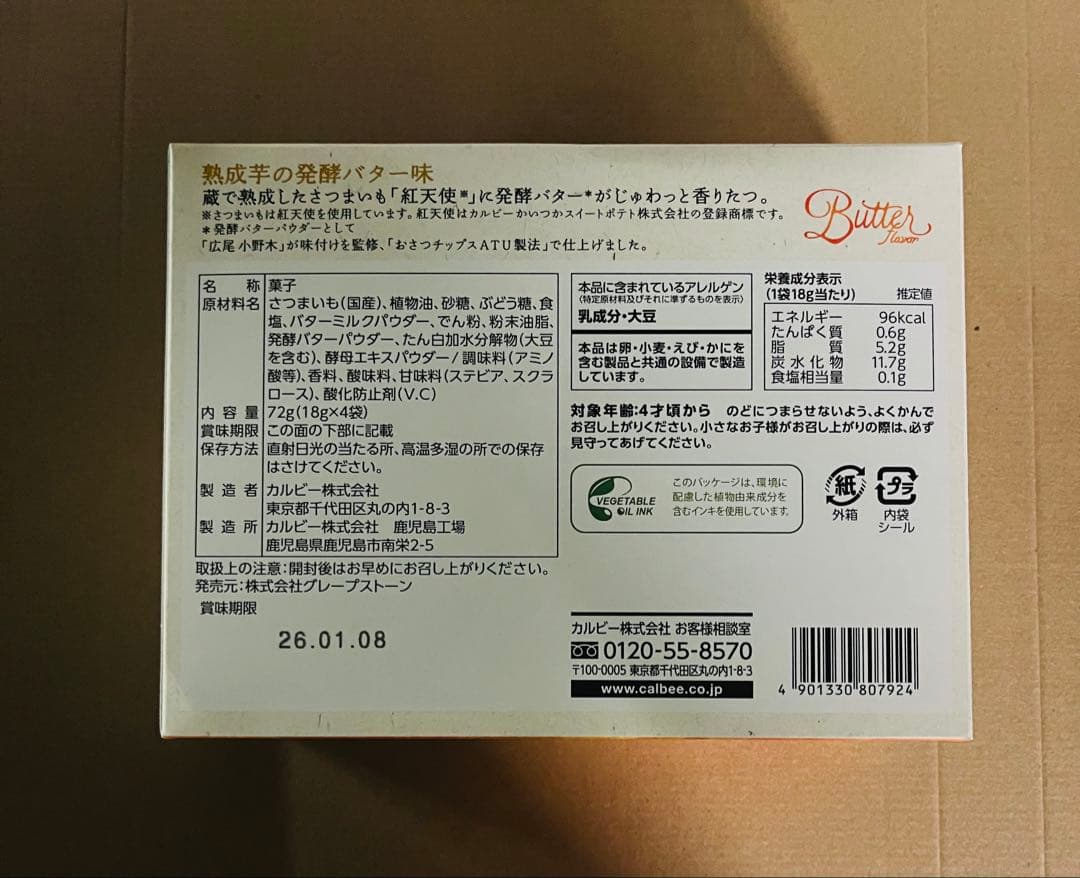 熟成芋の発酵バター味
蔵で熟成したさつまいも「紅天使※」に発酵バター*がじゅわっと香りたつ。
※さつまいもは紅天使を使用しています。紅天使はカルビーかいつかスイートポテト株式会社の登録商標です。
*発酵バターパウダーとして
「広尾 小野木」が味付けを監修、「おさつチップスATU製法」で仕上げました。
Butter
flavor
名称 菓子
原材料名 さつまいも(国産)、植物油、砂糖、ぶどう糖、食
塩、バターミルクパウダー、でん粉、粉末油脂、
発酵バターパウダー、たん白加水分解物(大豆
を含む)、酵母エキスパウダー/調味料(アミノ
酸等)、香料、酸味料、甘味料(ステビア、スクラ
ロース)、酸化防止剤(V.C)
内容量 72g(18g×4袋)
賞味期限 この面の下部に記載
保存方法 直射日光の当たる所、高温多湿の所での保存
はさけてください。
製造者 カルビー株式会社
東京都千代田区丸の内1-8-3
製造所 カルビー株式会社 鹿児島工場
鹿児島県鹿児島市南栄2-5
取扱上の注意:開封後はお早めにお召し上がりください。
発売元:株式会社グレープストーン
賞味期限
26.01.08
本品に含まれているアレルゲン
(特定原材料及びそれに準ずるものを表示)
乳成分・大豆
本品は卵・小麦・えび・かにを
含む製品と共通の設備で製造
しています。
栄養成分表示
(1袋18g当たり) 推定値
エネルギー 96kcal
たんぱく質 0.6g
脂質 5.2g
炭水化物 11.7g
食塩相当量 0.1g
対象年齢:4才頃から のどにつまらせないよう、よくかんで
お召し上がりください。小さなお子様がお召し上がりの際は、必ず
見守ってあげてください。
VEGETABLE
OIL INK
このパッケージは、環境に
配慮した植物由来成分を
含むインキを使用しています。
紙
外箱
プラ
内袋
シール
カルビー株式会社 お客様相談室
0120-55-8570
〒100-0005 東京都千代田区丸の内1-8-3
www.calbee.co.jp
4 901330 807924